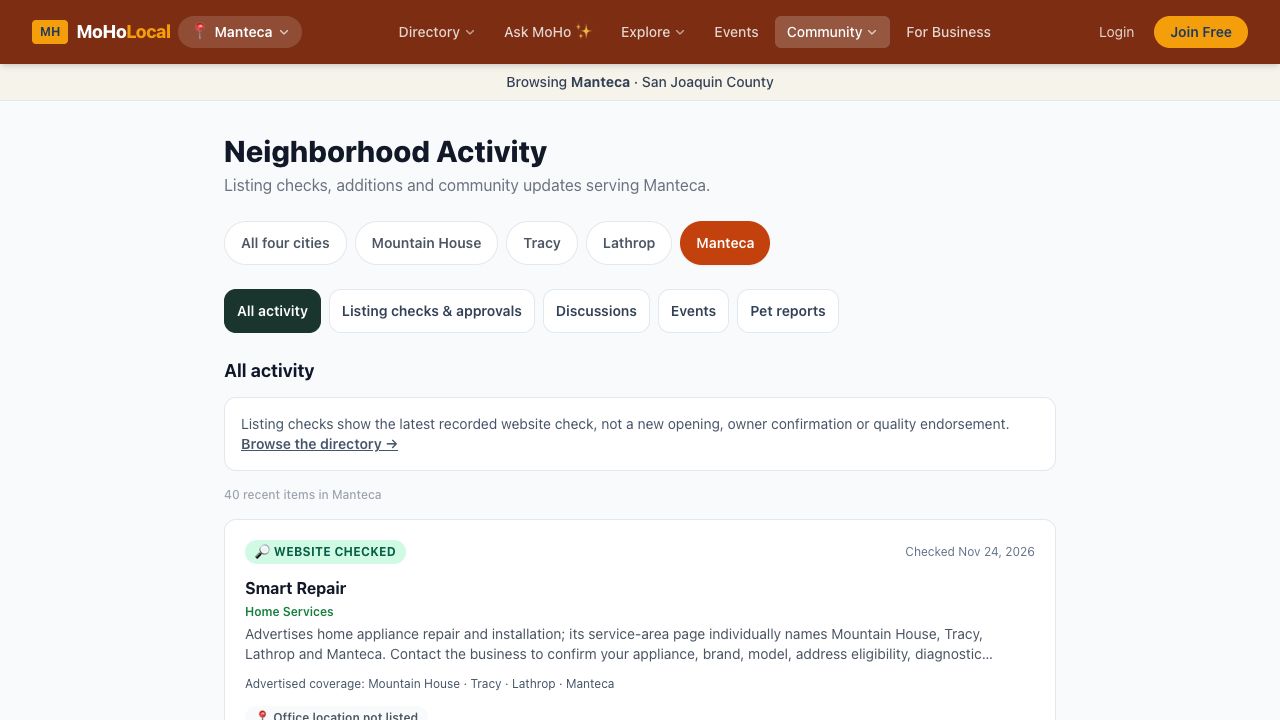 MH MoHoLocal 📍 Manteca Directory Ask MoHo ✨ Explore Events Community For Business Login Join Free
Browsing Manteca · San Joaquin County
Neighborhood Activity
Listing checks, additions and community updates serving Manteca.
All four cities Mountain House Tracy Lathrop Manteca
All activity Listing checks & approvals Discussions Events Pet reports
All activity
Listing checks show the latest recorded website check, not a new opening, owner confirmation or quality endorsement.
Browse the directory →
40 recent items in Manteca
🔎 WEBSITE CHECKED Checked Nov 24, 2026
Smart Repair
Home Services
Advertises home appliance repair and installation; its service-area page individually names Mountain House, Tracy,
Lathrop and Manteca. Contact the business to confirm your appliance, brand, model, address eligibility, diagnostic…
Advertised coverage: Mountain House · Tracy · Lathrop · Manteca
📍 Office location not listed